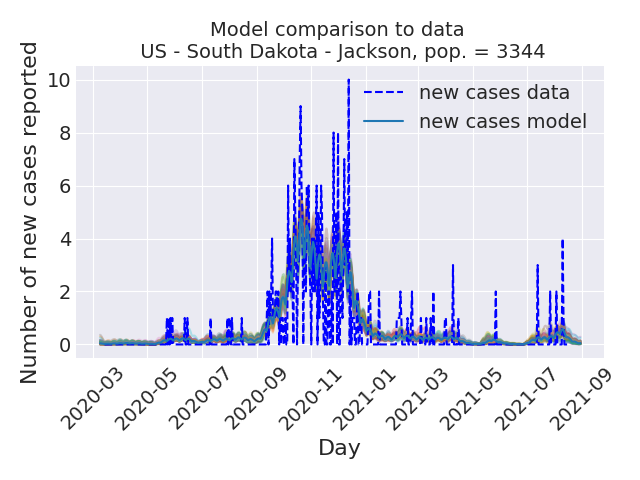 Model comparison to data
US - South Dakota - Jackson, pop. = 3344
Number of new cases reported
10
8
6
4
2
0
new cases data
new cases model
2020-03
2020-05
2020-07
2020-09
2020-11
2021-01
2021-03
2021-05
2021-07
2021-09
Day